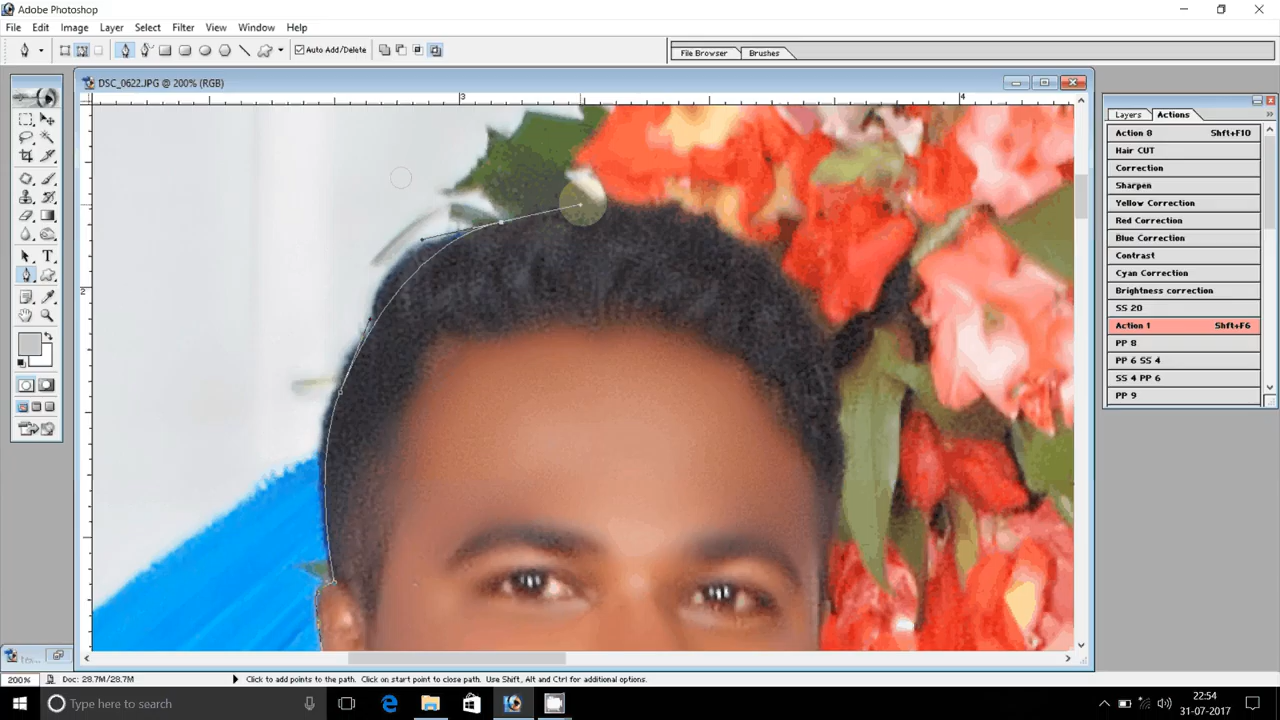 Adobe Photoshop
File Edit Image Layer Select Filter View Window Help
Auto Add/Delete
File Browser Brushes
DSC_0622.JPG @ 200% (RGB)
3 4
2
Layers Actions
Action 8 Shft+F10
Hair CUT
Correction
Sharpen
Yellow Correction
Red Correction
Blue Correction
Contrast
Cyan Correction
Brightness correction
SS 20
Action 1 Shft+F6
PP 8
PP 6 SS 4
SS 4 PP 6
PP 9
200% Doc: 28.7M/28.7M Click to add points to the path. Click on start point to close path. Use Shift, Alt and Ctrl for additional options.
Type here to search
22:54
31-07-2017